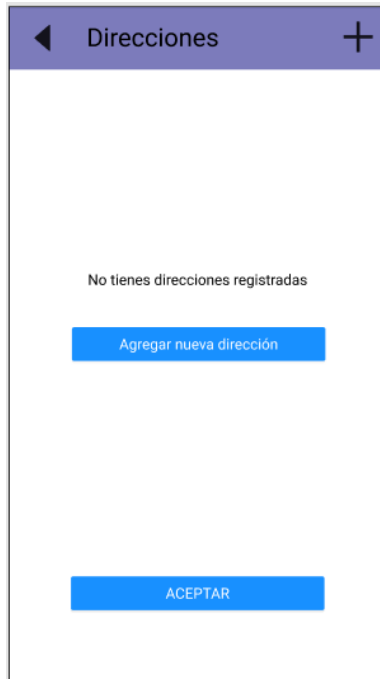 Direcciones
No tienes direcciones registradas
Agregar nueva dirección
ACEPTAR